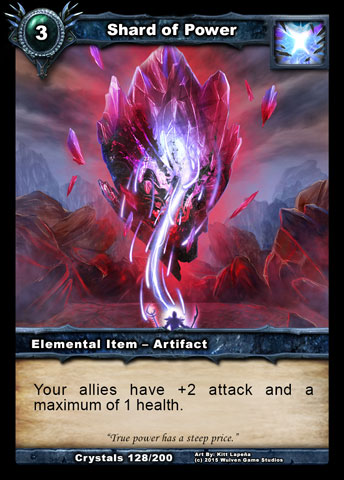 3
Shard of Power
Elemental Item – Artifact
Your allies have +2 attack and a
maximum of 1 health.
"True power has a steep price."
Crystals 128/200
Art By: Kitt Lapeña
(c) 2015 Wulven Game Studios